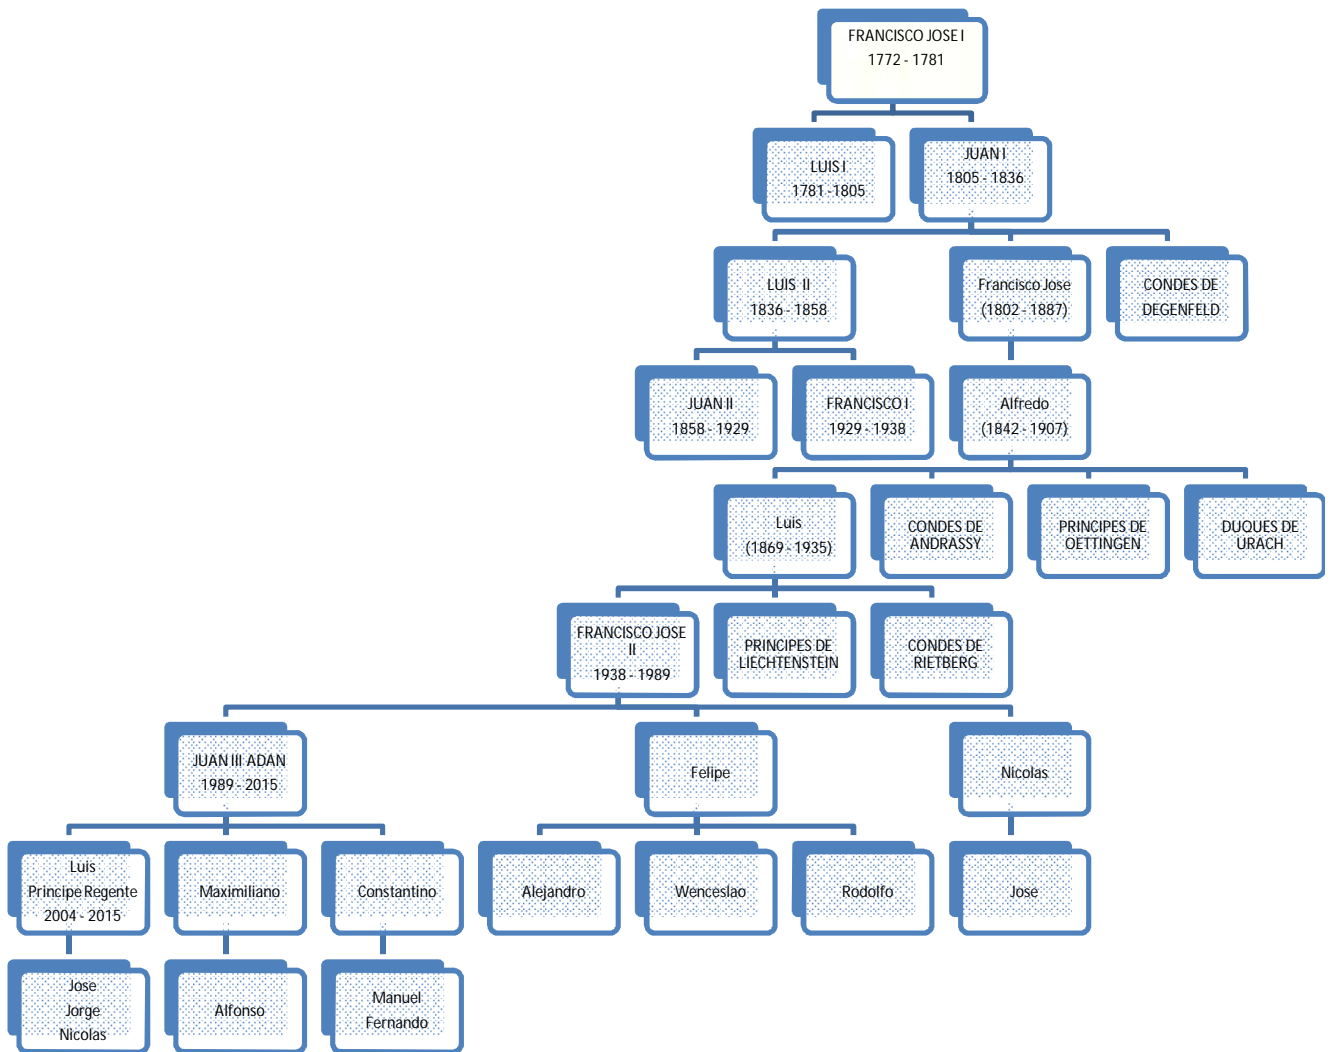 FRANCISCO JOSE I
1772 - 1781
LUIS I
1781 - 1805
JUAN I
1805 - 1836
LUIS II
1836 - 1858
Francisco Jose
(1802 - 1887)
CONDES DE
DEGENFELD
JUAN II
1858 - 1929
FRANCISCO I
1929 - 1938
Alfredo
(1842 - 1907)
Luis
(1869 - 1935)
CONDES DE
ANDRASSY
PRINCIPES DE
OETTINGEN
DUQUES DE
URACH
FRANCISCO JOSE
II
1938 - 1989
PRINCIPES DE
LIECHTENSTEIN
CONDES DE
RIETBERG
JUAN III ADAN
1989 - 2015
Felipe
Nicolas
Luis
Principe Regente
2004 - 2015
Maximiliano
Constantino
Alejandro
Wenceslao
Rodolfo
Jose
Jose
Jorge
Nicolas
Alfonso
Manuel
Fernando